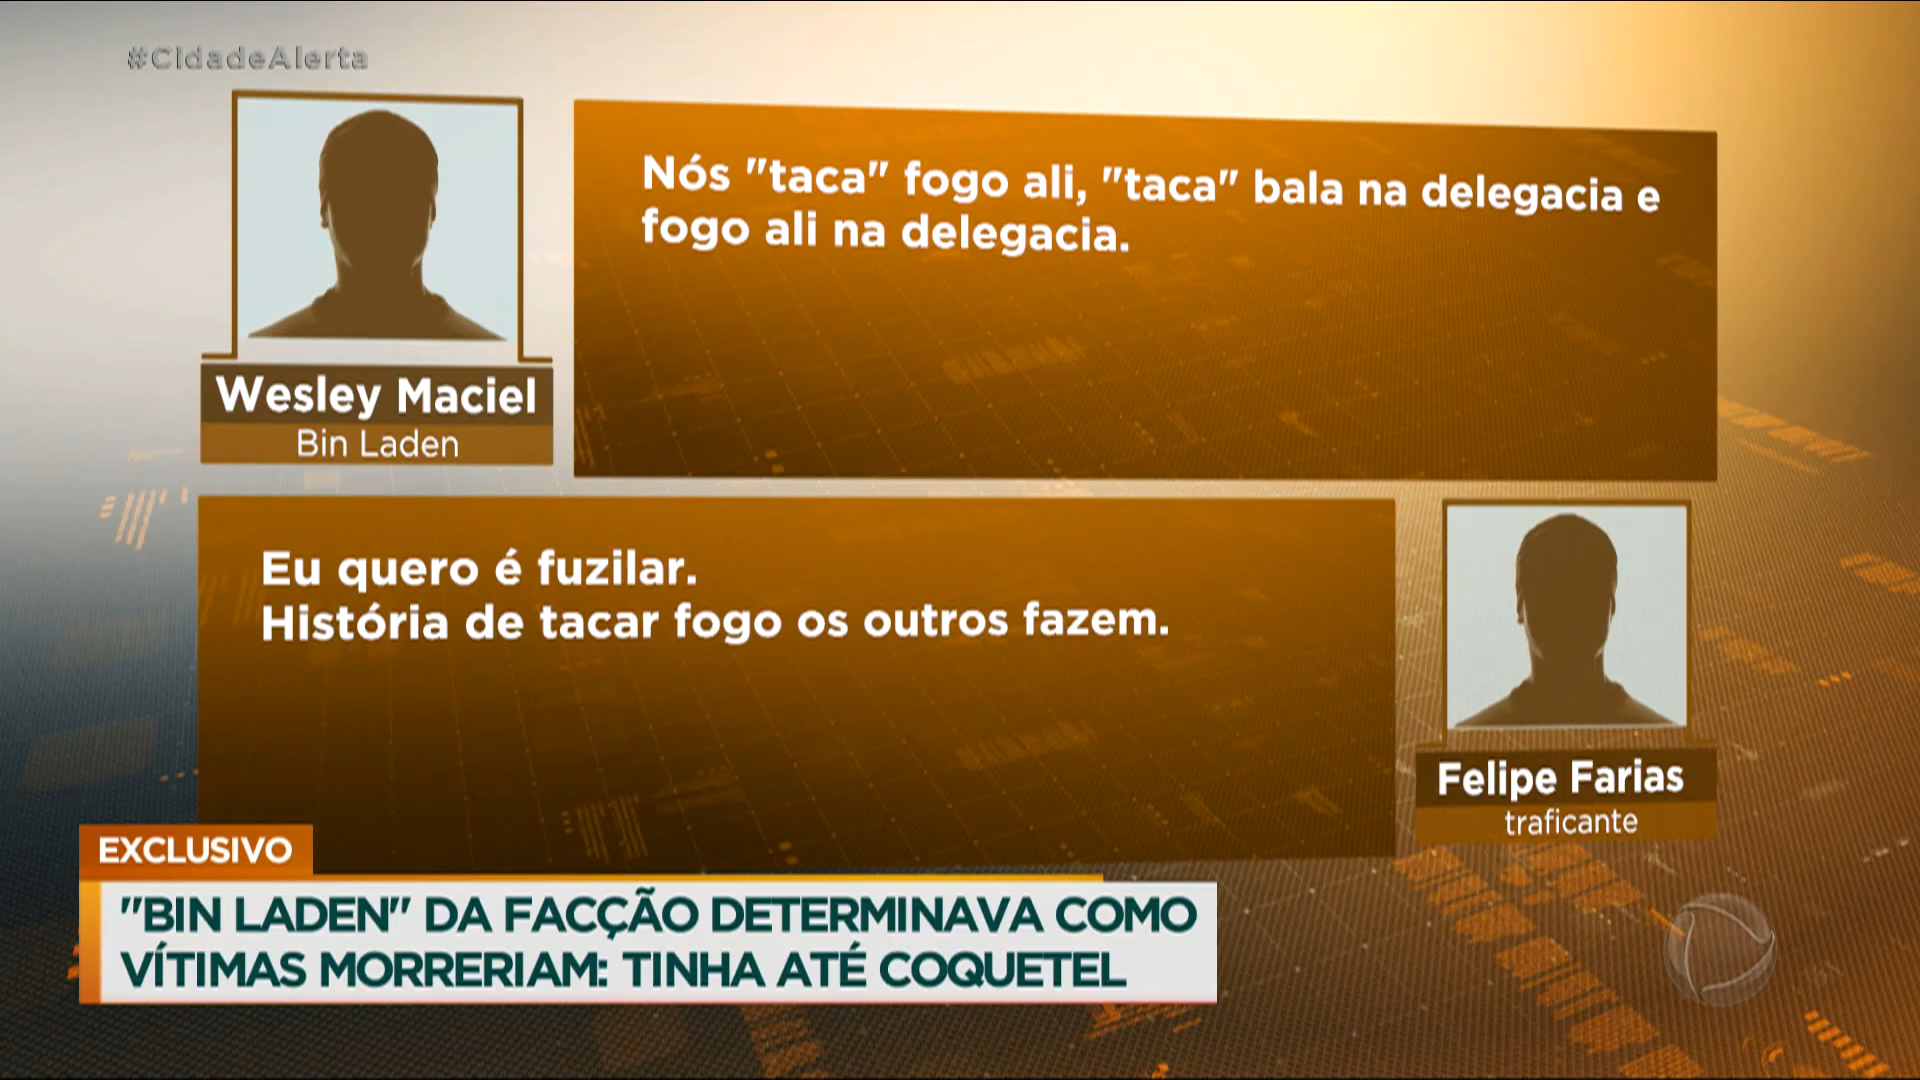 #CidadeAlerta
Nós "taca" fogo ali, "taca" bala na delegacia e
fogo ali na delegacia.
Wesley Maciel
Bin Laden
Eu quero é fuzilar.
História de tacar fogo os outros fazem.
Felipe Farias
traficante
EXCLUSIVO
"BIN LADEN" DA FACÇÃO DETERMINAVA COMO
VÍTIMAS MORRERIAM: TINHA ATÉ COQUETEL